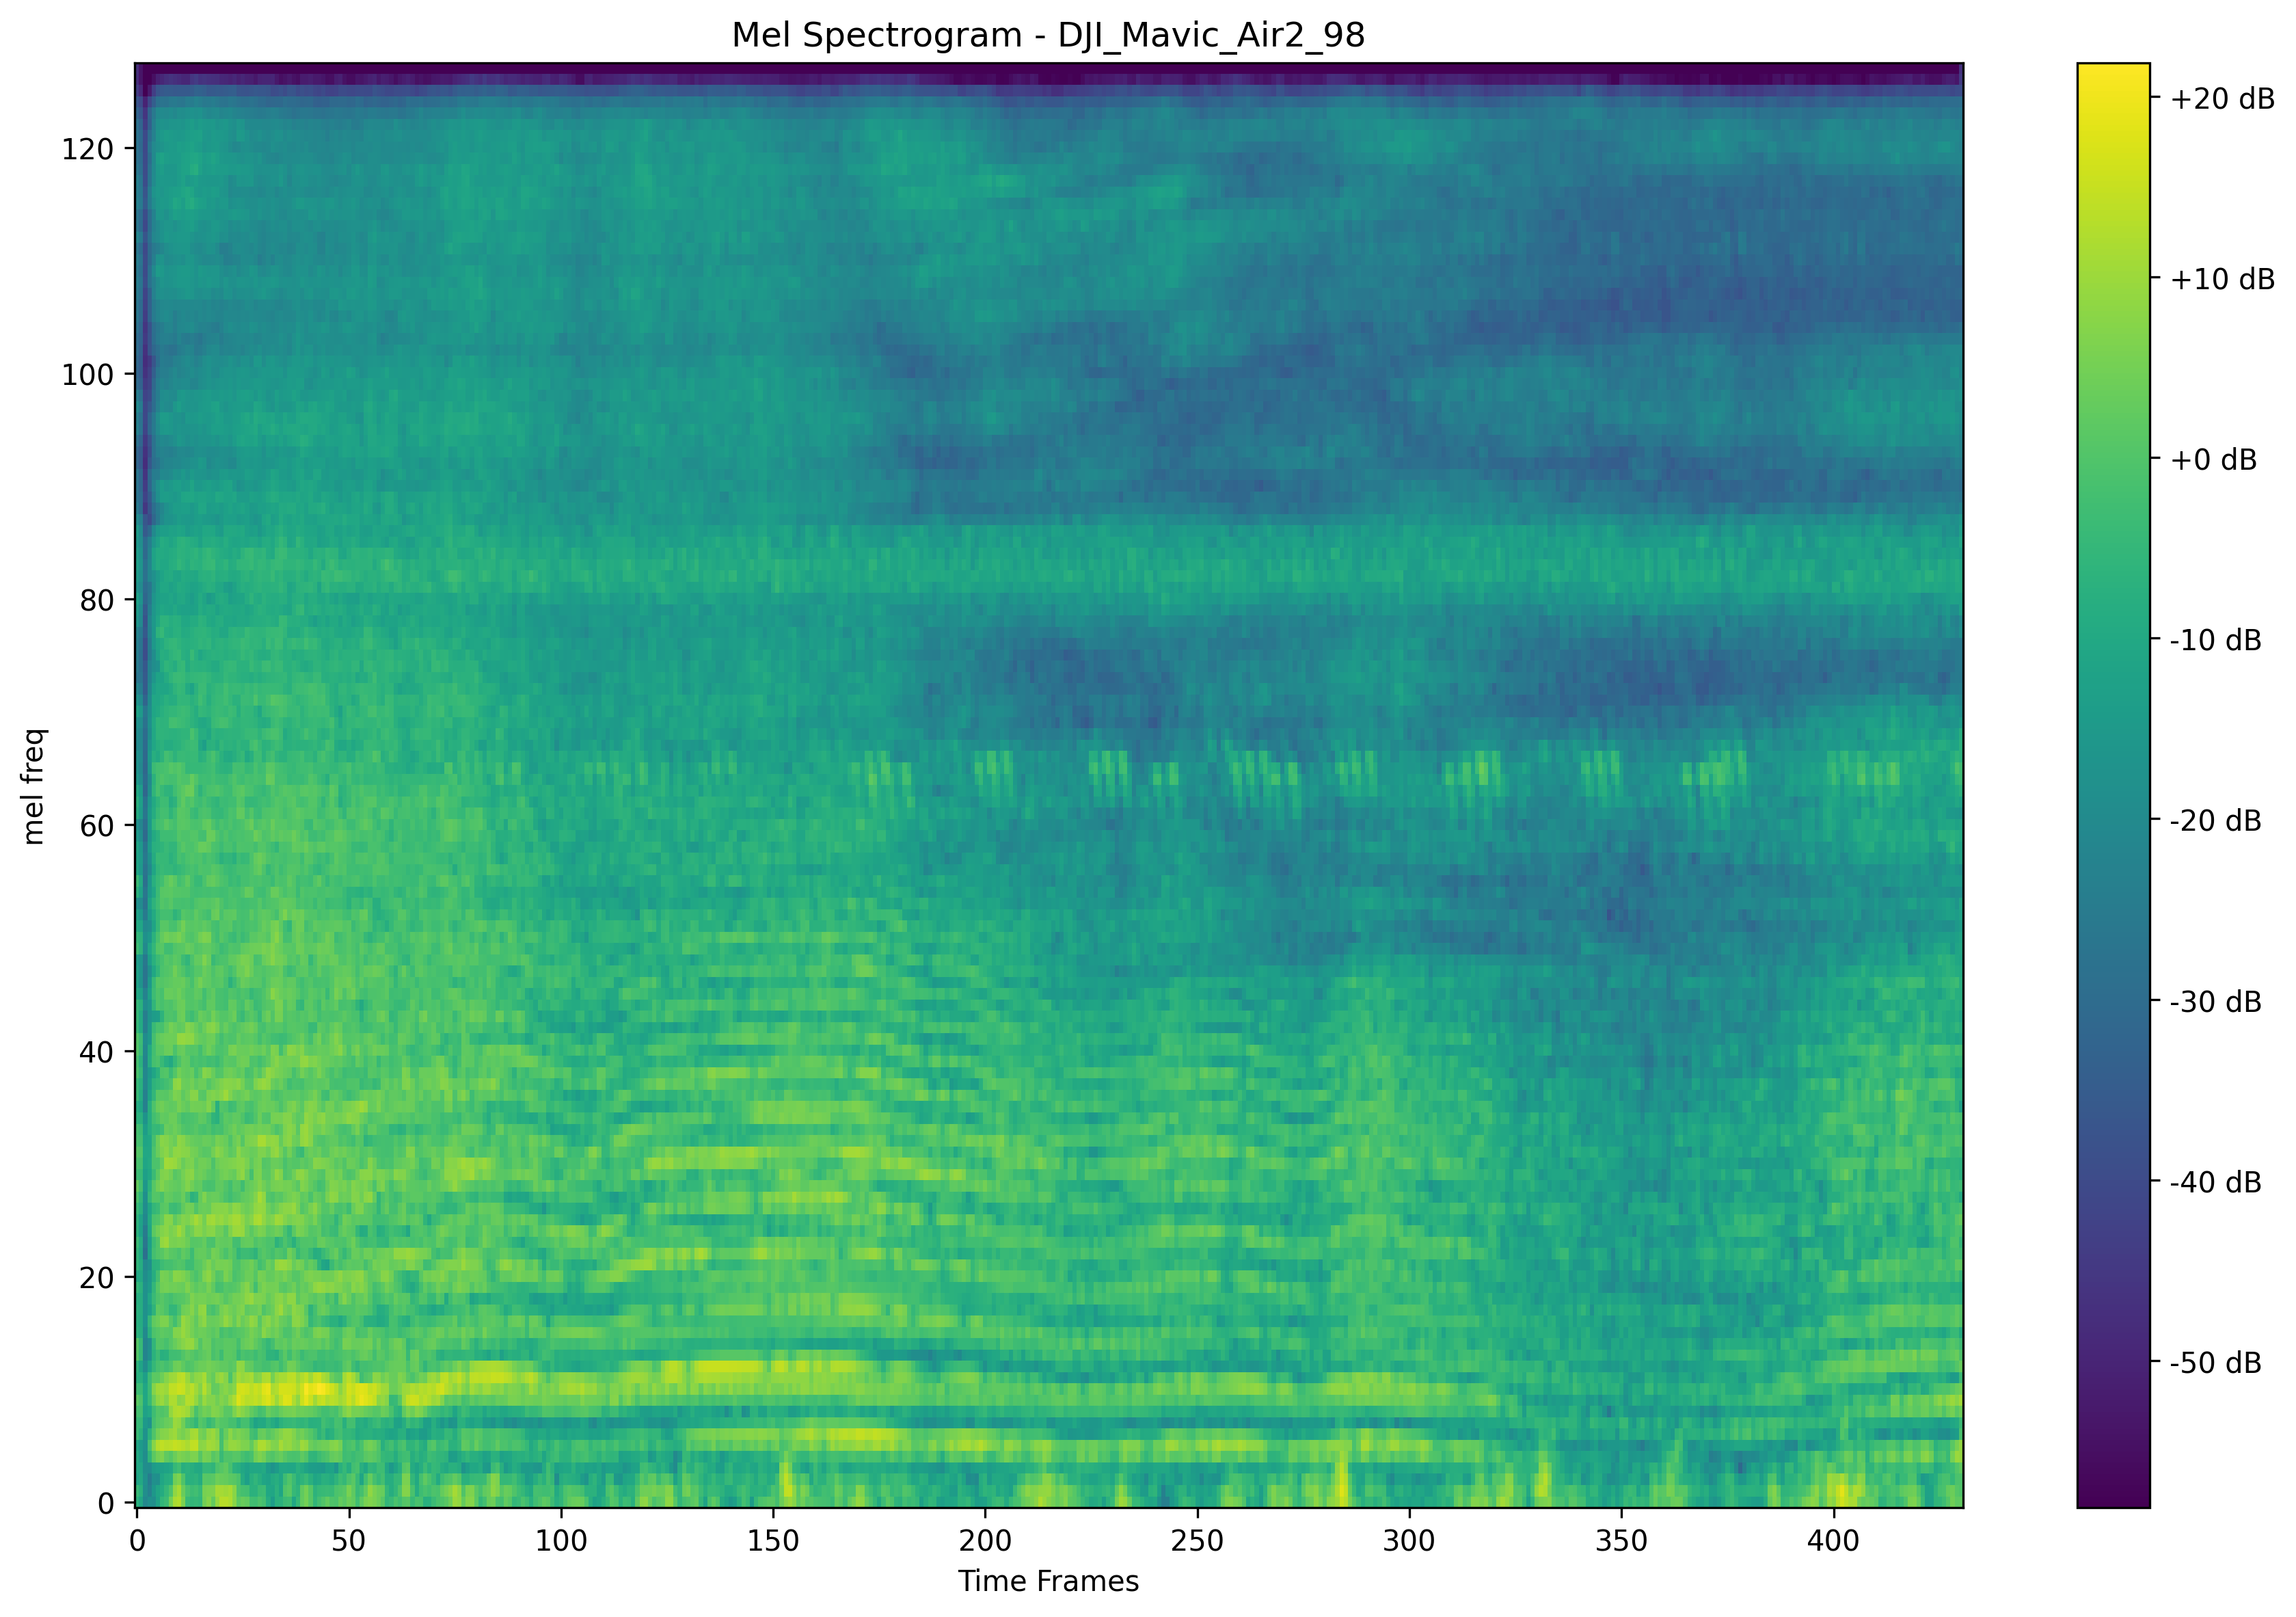 Mel Spectrogram - DJI_Mavic_Air2_98
mel freq
120
100
80
60
40
20
0
0 50 100 150 200 250 300 350 400
Time Frames
+20 dB
+10 dB
+0 dB
-10 dB
-20 dB
-30 dB
-40 dB
-50 dB